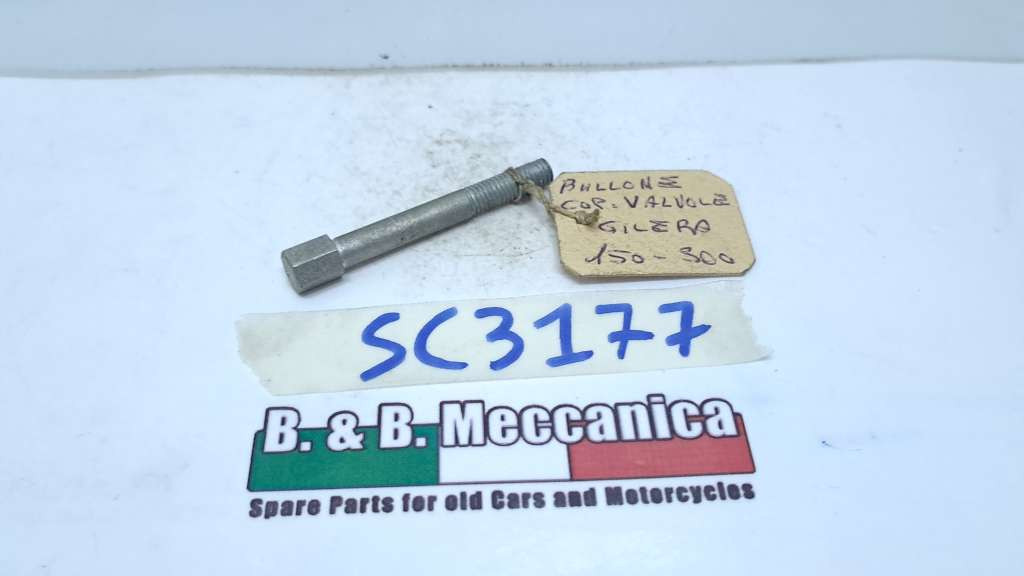 BULLONE
COP. VALVOLE
GILERA
150-300
SC3177
B. & B. Meccanica
Spare Parts for old Cars and Motorcycles